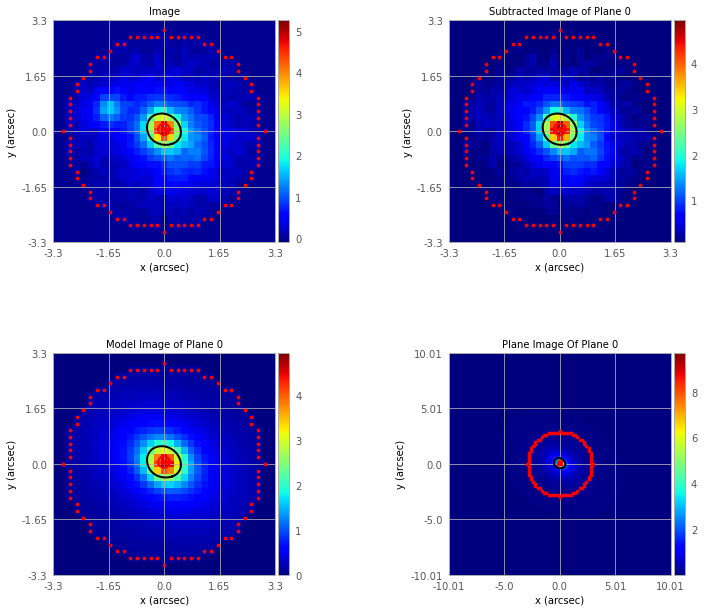 Image
3.3
1.65
0.0
-1.65
-3.3
y (arcsec)
-3.3 -1.65 0.0 1.65 3.3
x (arcsec)
5
4
3
2
1
0
Subtracted Image of Plane 0
3.3
1.65
0.0
-1.65
-3.3
y (arcsec)
-3.3 -1.65 0.0 1.65 3.3
x (arcsec)
4
3
2
1
Model Image of Plane 0
3.3
1.65
0.0
-1.65
-3.3
y (arcsec)
-3.3 -1.65 0.0 1.65 3.3
x (arcsec)
4
3
2
1
0
Plane Image Of Plane 0
10.01
5.01
0.0
-5.0
-10.01
y (arcsec)
-10.01 -5.0 0.0 5.01 10.01
x (arcsec)
8
6
4
2